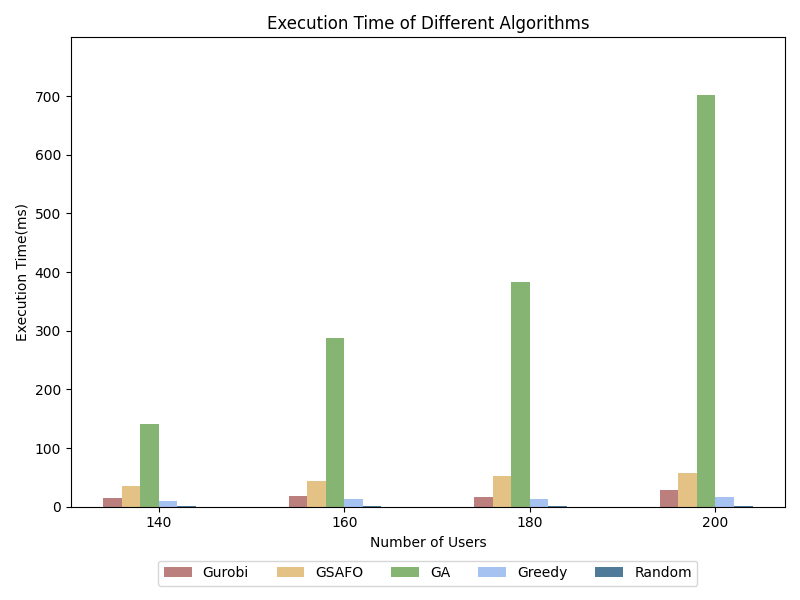 Execution Time of Different Algorithms
Execution Time(ms)
700
600
500
400
300
200
100
0
140 160 180 200
Number of Users
Gurobi GSAFO GA Greedy Random